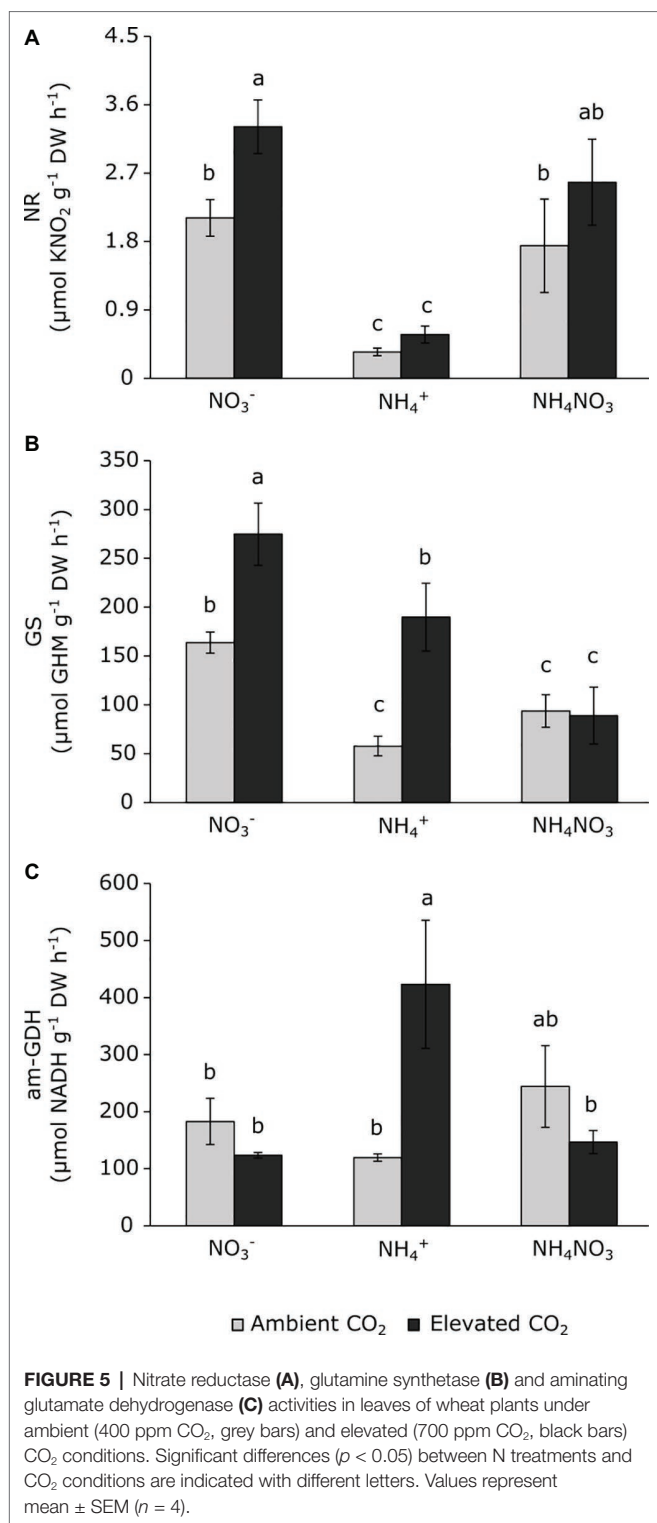 A
4.5
3.6
2.7
1.8
0.9
0
NR
(µmol KNO₂ g⁻¹ DW h⁻¹)
b
a
c
c
b
ab
NO₃⁻
NH₄⁺
NH₄NO₃
B
350
300
250
200
150
100
50
0
GS
(µmol GHM g⁻¹ DW h⁻¹)
b
a
c
b
c
c
NO₃⁻
NH₄⁺
NH₄NO₃
C
600
500
400
300
200
100
0
am-GDH
(µmol NADH g⁻¹ DW h⁻¹)
b
b
b
a
ab
b
NO₃⁻
NH₄⁺
NH₄NO₃
Ambient CO₂ Elevated CO₂
FIGURE 5 | Nitrate reductase (A), glutamine synthetase (B) and aminating
glutamate dehydrogenase (C) activities in leaves of wheat plants under
ambient (400 ppm CO₂, grey bars) and elevated (700 ppm CO₂, black bars)
CO₂ conditions. Significant differences (p < 0.05) between N treatments and
CO₂ conditions are indicated with different letters. Values represent
mean ± SEM (n = 4).